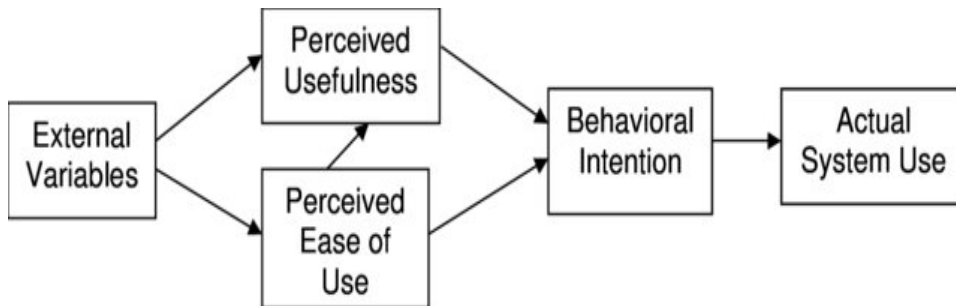 Perceived
Usefulness
External
Variables
Perceived
Ease of
Use
Behavioral
Intention
Actual
System Use